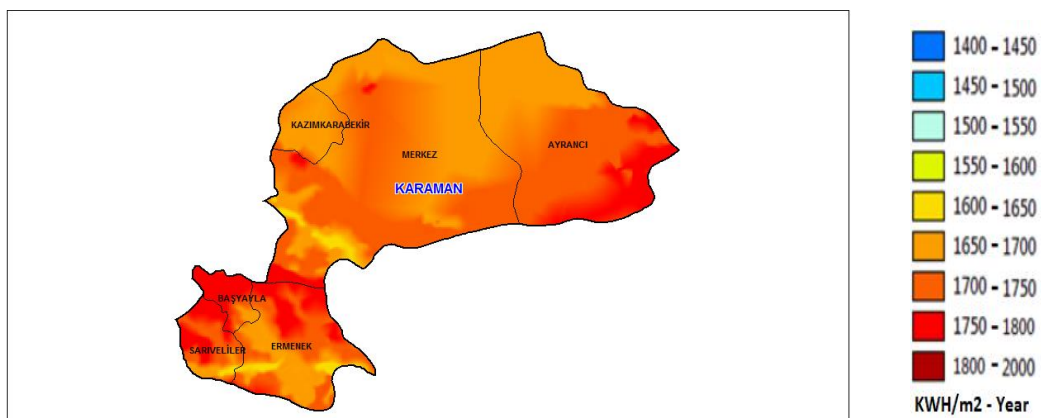 KAZIMKARABEKİR
MERKEZ
AYRANCI
KARAMAN
BAŞYAYLA
SARIVELİLER
ERMENEK
1400 - 1450
1450 - 1500
1500 - 1550
1550 - 1600
1600 - 1650
1650 - 1700
1700 - 1750
1750 - 1800
1800 - 2000
KWH/m2 - Year